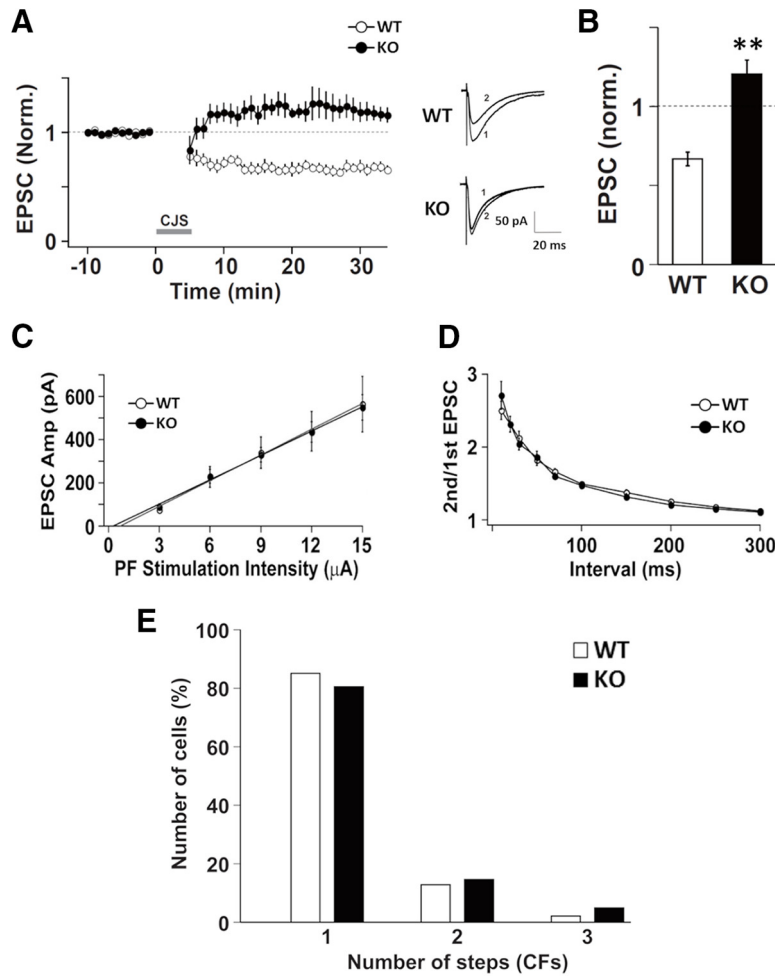 A
WT
KO
EPSC (Norm.)
1
0
CJS
-10 0 10 20 30
Time (min)
WT
2
1
KO
1
2
50 pA
20 ms
B
**
EPSC (norm.)
1
0
WT KO
C
WT
KO
EPSC Amp (pA)
600
400
200
0
0 3 6 9 12 15
PF Stimulation Intensity (μA)
D
WT
KO
2nd/1st EPSC
3
2
1
100 200 300
Interval (ms)
E
WT
KO
Number of cells (%)
100
80
60
40
20
0
1 2 3
Number of steps (CFs)